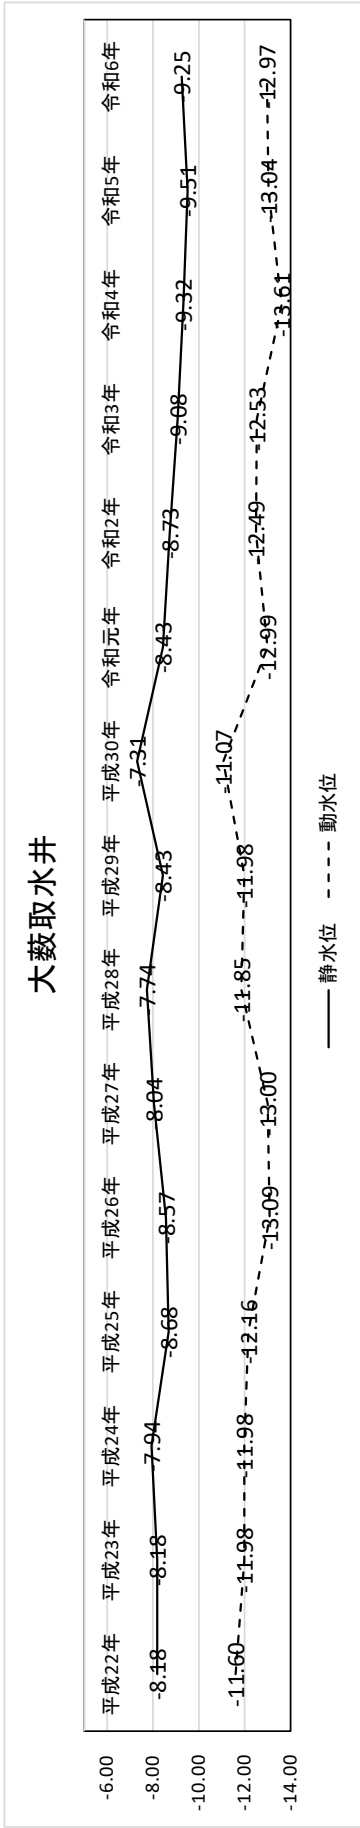 大薮取水井
平成22年 平成23年 平成24年 平成25年 平成26年 平成27年 平成28年 平成29年 平成30年 令和元年 令和2年 令和3年 令和4年 令和5年 令和6年
-6.00
-8.00
-10.00
-12.00
-14.00
-8.18 -8.18 -7.94 -8.68 -8.57 -8.04 -7.74 -8.43 -7.31 -8.43 -8.73 -9.08 -9.32 -9.51 -9.25
-11.60 -11.98 -11.98 -12.16 -13.09 -13.00 -11.85 -11.98 -11.07 -12.99 -12.49 -12.53 -13.61 -13.04 -12.97
静水位 動水位